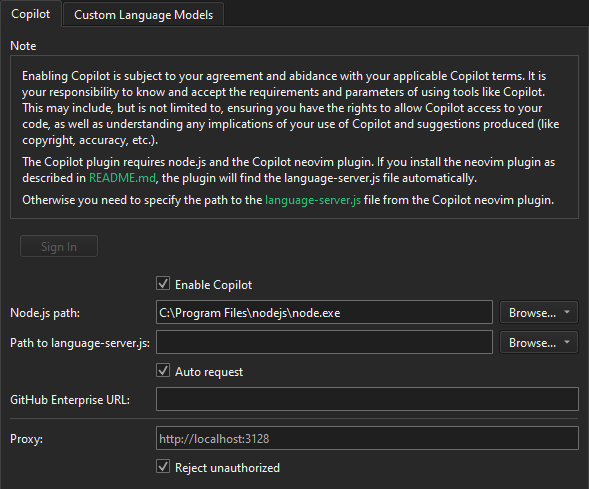 Copilot
Custom Language Models
Note
Enabling Copilot is subject to your agreement and abidance with your applicable Copilot terms. It is
your responsibility to know and accept the requirements and parameters of using tools like Copilot.
This may include, but is not limited to, ensuring you have the rights to allow Copilot access to your
code, as well as understanding any implications of your use of Copilot and suggestions produced (like
copyright, accuracy, etc.).
The Copilot plugin requires node.js and the Copilot neovim plugin. If you install the neovim plugin as
described in README.md, the plugin will find the language-server.js file automatically.
Otherwise you need to specify the path to the language-server.js file from the Copilot neovim plugin.
Sign In
Enable Copilot
Node.js path: C:\Program Files\nodejs\node.exe Browse...
Path to language-server.js: Browse...
Auto request
GitHub Enterprise URL:
Proxy: http://localhost:3128
Reject unauthorized